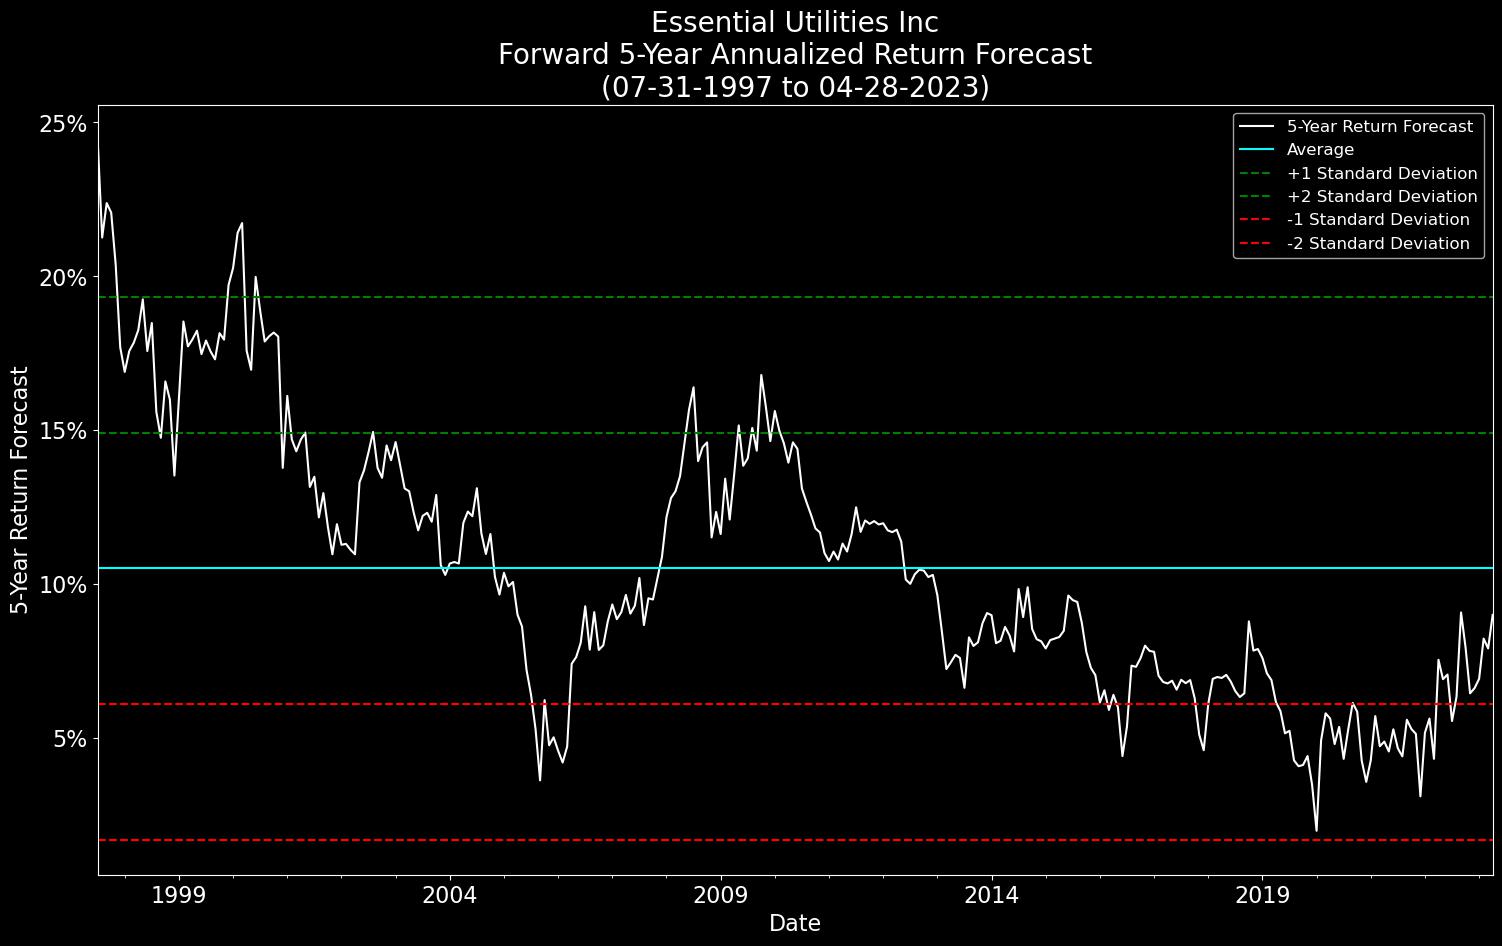 Essential Utilities Inc
Forward 5-Year Annualized Return Forecast
(07-31-1997 to 04-28-2023)
5-Year Return Forecast
Average
+1 Standard Deviation
+2 Standard Deviation
-1 Standard Deviation
-2 Standard Deviation
25%
20%
15%
10%
5%
5-Year Return Forecast
1999
2004
2009
2014
2019
Date